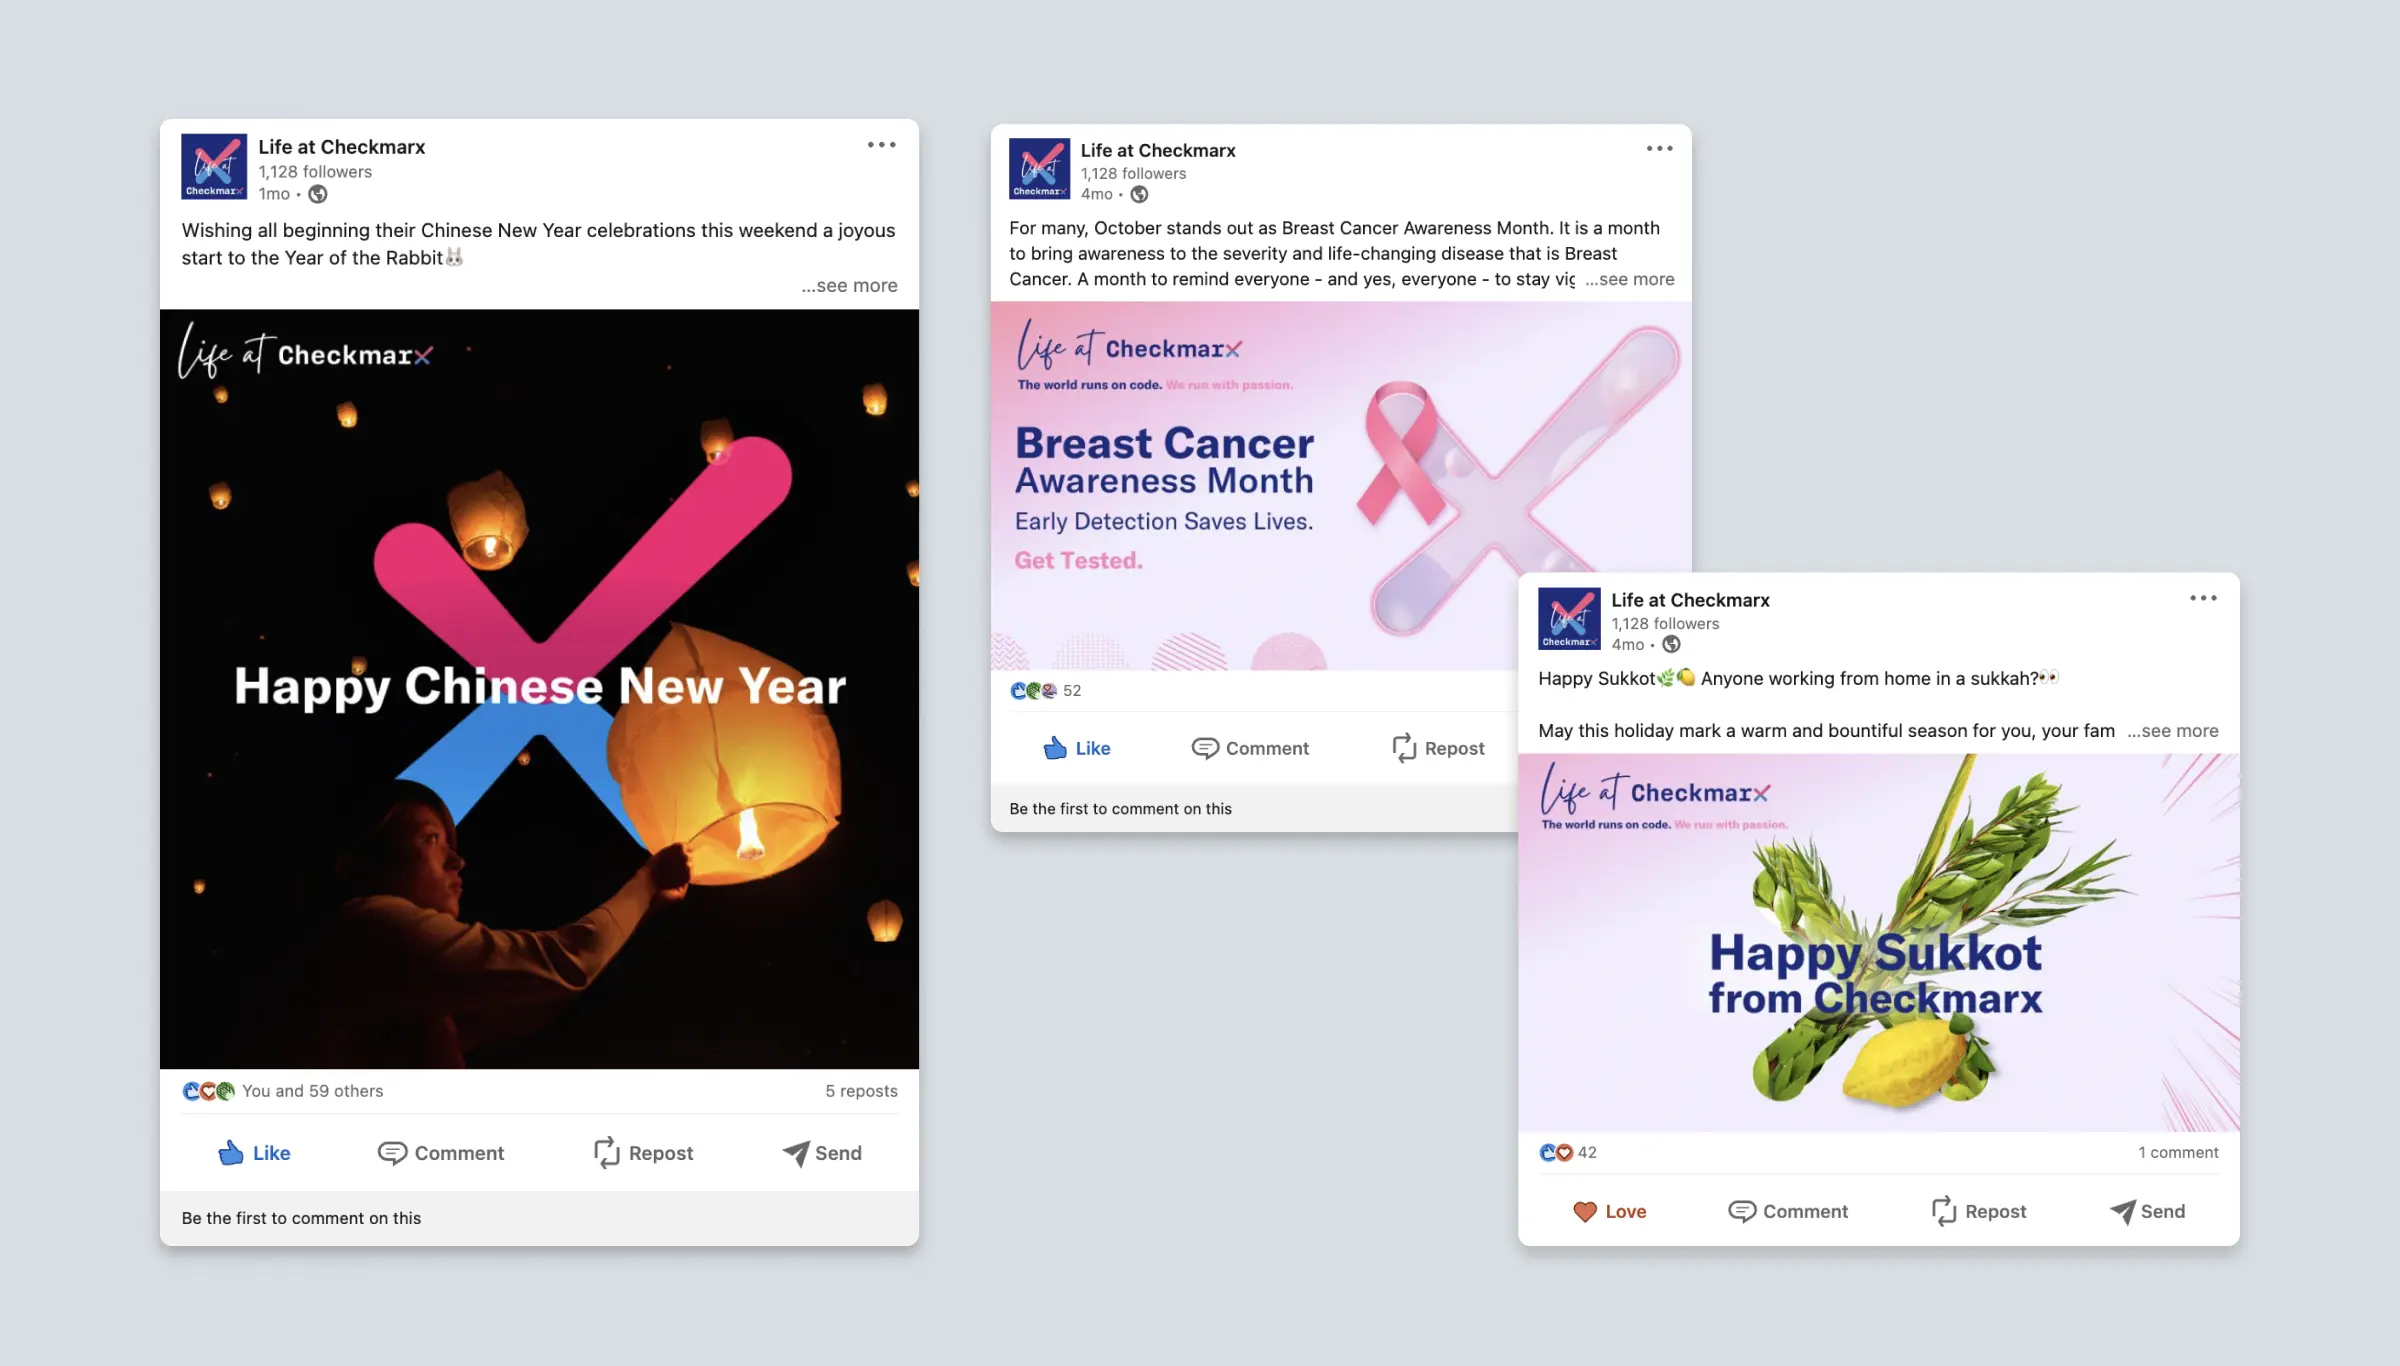 Life at Checkmarx
Life at Checkmarx
1,128 followers
1mo •
Wishing all beginning their Chinese New Year celebrations this weekend a joyous
start to the Year of the Rabbit🐰
...see more
Life at Checkmarx
Happy Chinese New Year
You and 59 others
5 reposts
Like
Comment
Repost
Send
Be the first to comment on this
Life at Checkmarx
Life at Checkmarx
1,128 followers
4mo •
For many, October stands out as Breast Cancer Awareness Month. It is a month
to bring awareness to the severity and life-changing disease that is Breast
Cancer. A month to remind everyone - and yes, everyone - to stay vig ...see more
Life at Checkmarx
The world runs on code. We run with passion.
Breast Cancer
Awareness Month
Early Detection Saves Lives.
Get Tested.
52
Like
Comment
Repost
Be the first to comment on this
Life at Checkmarx
Life at Checkmarx
1,128 followers
4mo •
Happy Sukkot🌿🍋 Anyone working from home in a sukkah?👀
May this holiday mark a warm and bountiful season for you, your fam ...see more
Life at Checkmarx
The world runs on code. We run with passion.
Happy Sukkot
from Checkmarx
42
1 comment
Love
Comment
Repost
Send